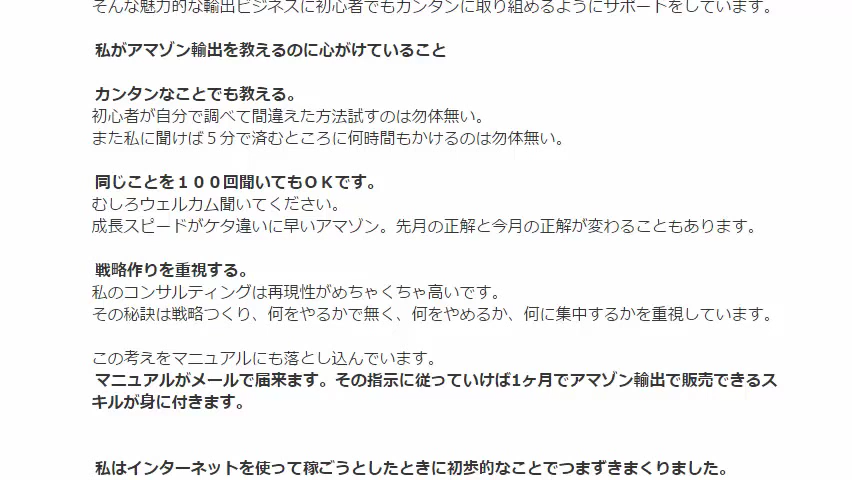 そんな魅力的な輸出ビジネスに初心者でもカンタンに取り組めるようにサポートをしています。
私がアマゾン輸出を教えるのに心がけていること
カンタンなことでも教える。
初心者が自分で調べて間違えた方法試すのは勿体無い。
また私に聞けば５分で済むところに何時間もかけるのは勿体無い。
同じことを１００回聞いてもＯＫです。
むしろウェルカム聞いてください。
成長スピードがケタ違いに早いアマゾン。先月の正解と今月の正解が変わることもあります。
戦略作りを重視する。
私のコンサルティングは再現性がめちゃくちゃ高いです。
その秘訣は戦略つくり、何をやるかで無く、何をやめるか、何に集中するかを重視しています。
この考えをマニュアルにも落とし込んでいます。
マニュアルがメールで届来ます。その指示に従っていけば1ヶ月でアマゾン輸出で販売できるス
キルが身に付きます。
私はインターネットを使って稼ごうとしたときに初歩的なことでつまずきまくりました。